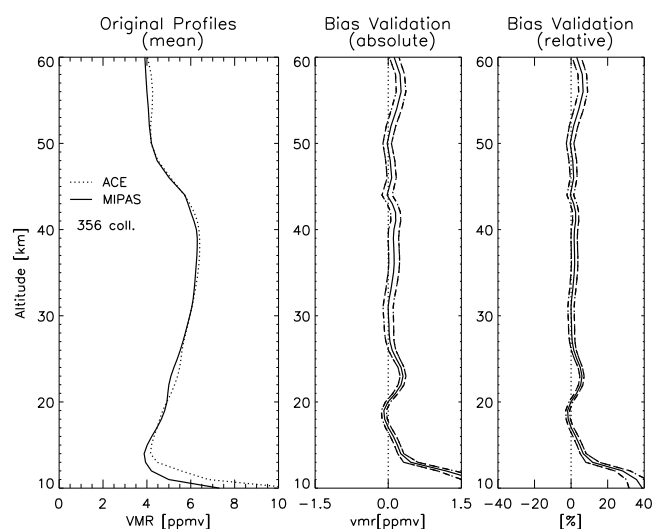 Original Profiles
(mean)
Bias Validation
(absolute)
Bias Validation
(relative)
60
50
40
30
20
10
Altitude [km]
ACE
MIPAS
356 coll.
0 2 4 6 8 10
VMR [ppmv]
60
50
40
30
20
10
−1.5 0.0 1.5
vmr[ppmv]
60
50
40
30
20
10
−40 −20 0 20 40
[%]